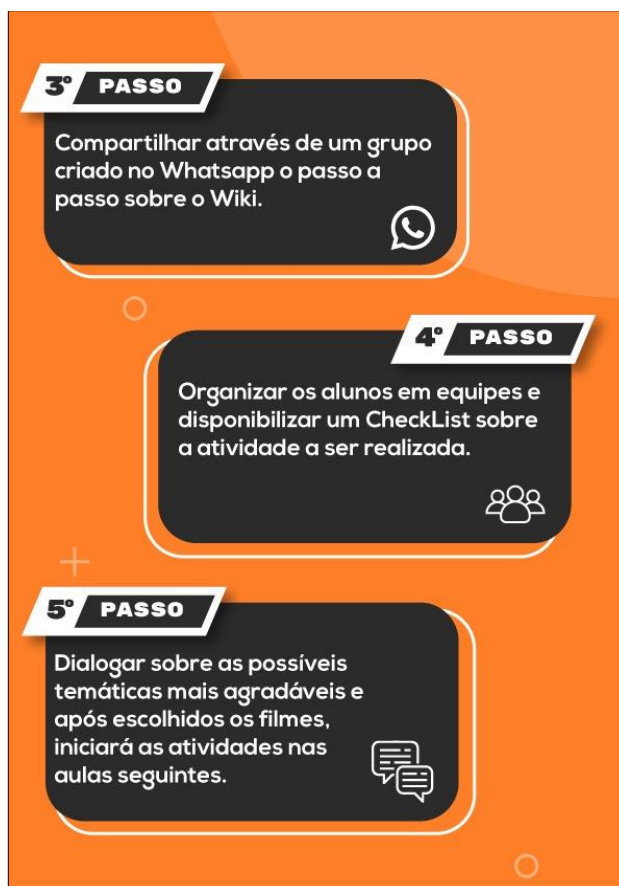 3º PASSO
Compartilhar através de um grupo
criado no Whatsapp o passo a
passo sobre o Wiki.
4º PASSO
Organizar os alunos em equipes e
disponibilizar um CheckList sobre
a atividade a ser realizada.
5º PASSO
Dialogar sobre as possíveis
temáticas mais agradáveis e
após escolhidos os filmes,
iniciará as atividades nas
aulas seguintes.